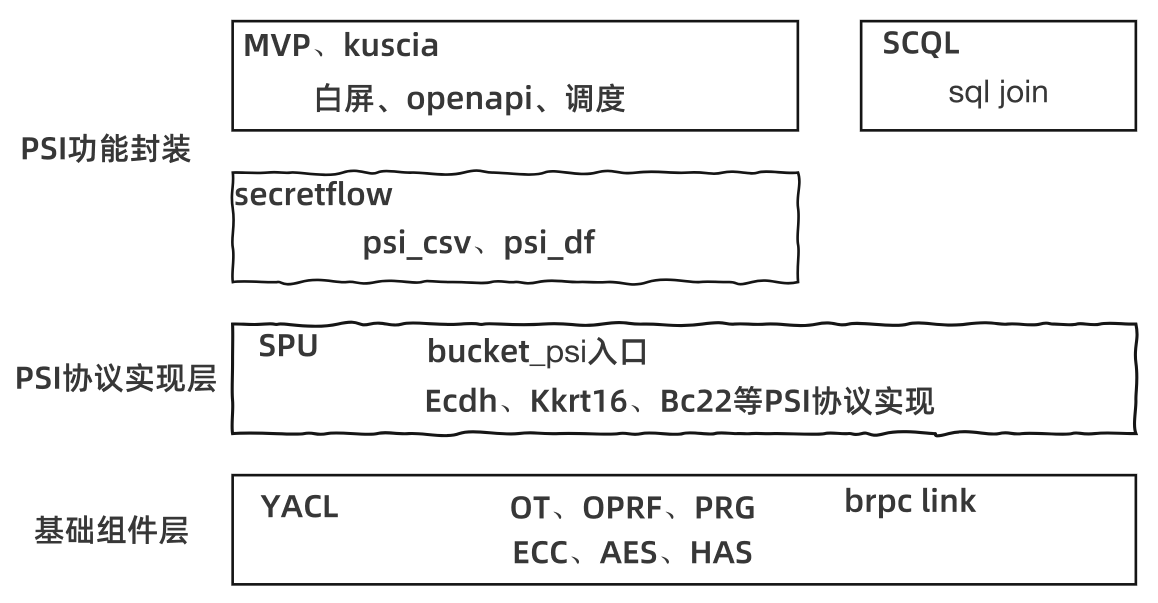 MVP、kuscia
白屏、openapi、调度
SCQL
sql join
PSI功能封装
secretflow
psi_csv、psi_df
PSI协议实现层
SPU
bucket_psi入口
Ecdh、Kkrt16、Bc22等PSI协议实现
基础组件层
YACL
OT、OPRF、PRG
ECC、AES、HAS
brpc link